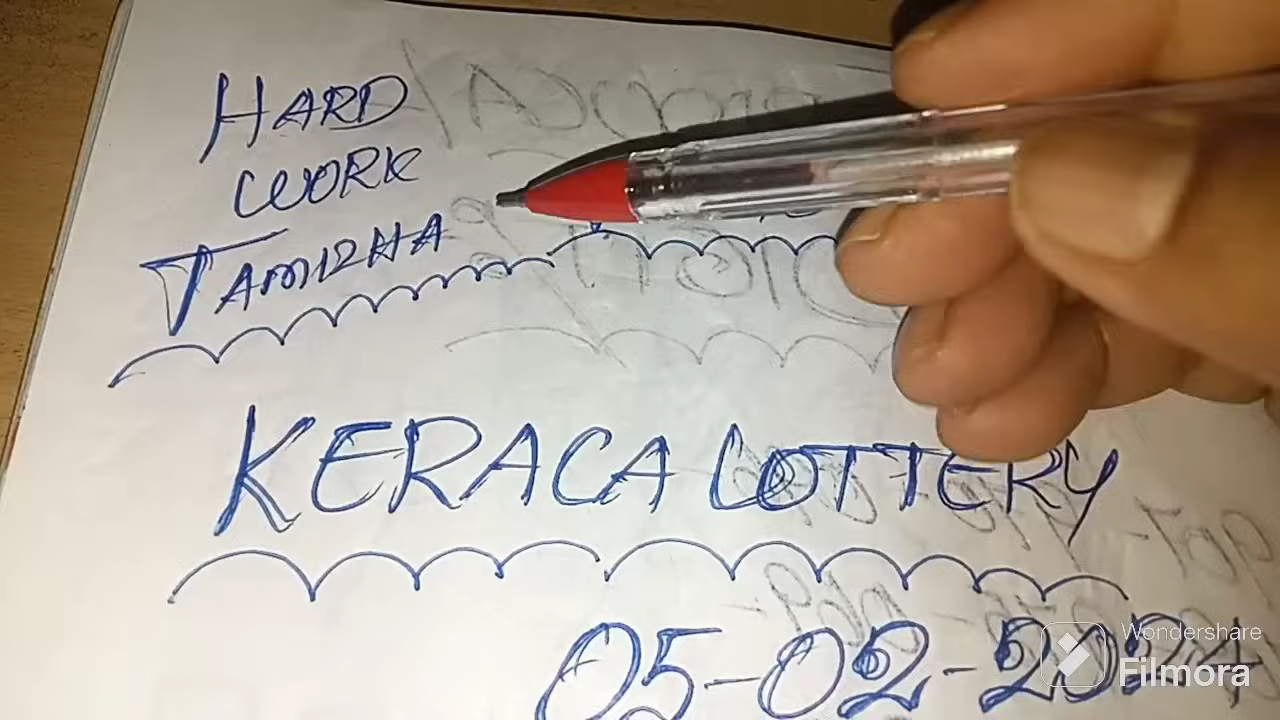 HARD
WORK
TAMIZHA
KERACA LOTTERY
05-02-2024
Wondershare
Filmora